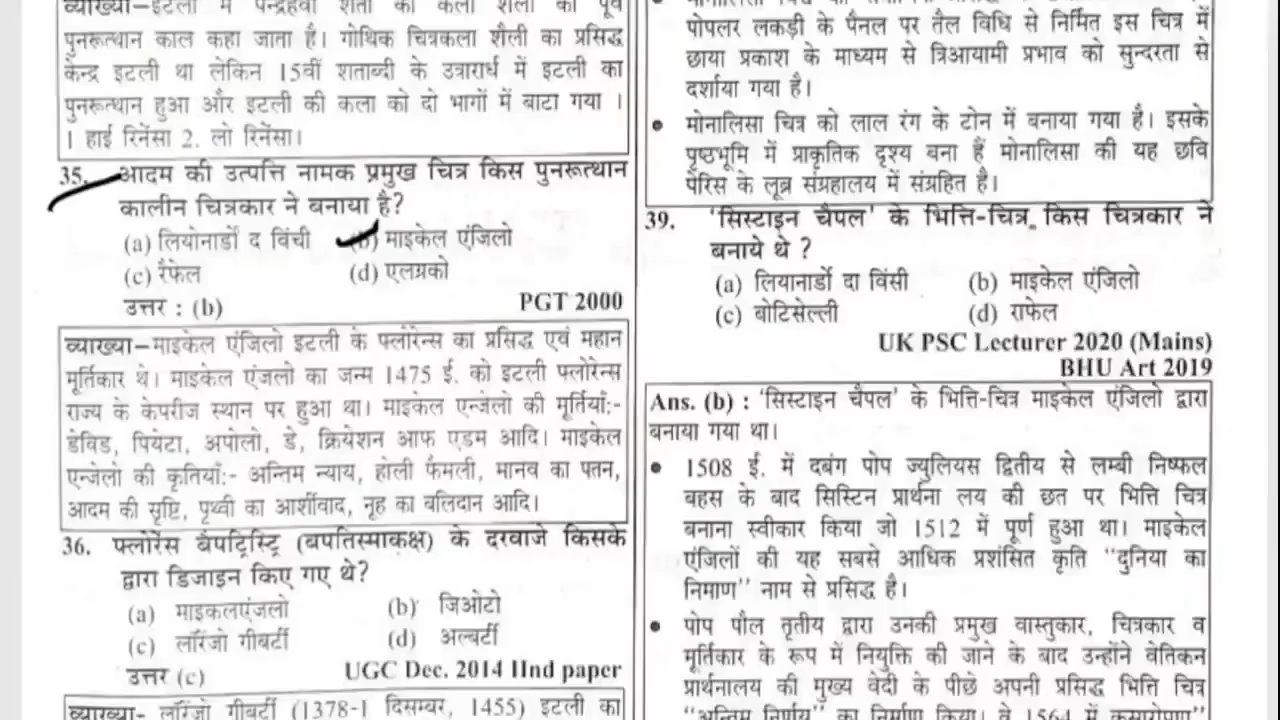 व्याख्या–इटली में पन्द्रहवी शती की कला शैली को पूर्व
पुनरूत्थान काल कहा जाता है। गोथिक चित्रकला शैली का प्रसिद्ध
केन्द्र इटली था लेकिन 15वीं शताब्दी के उत्रारार्ध में इटली का
पुनरूत्थान हुआ और इटली की कला को दो भागों में बाटा गया ।
। हाई रिनेंसा 2. लो रिनेंसा।
35. आदम की उत्पत्ति नामक प्रमुख चित्र किस पुनरूत्थान
कालीन चित्रकार ने बनाया है?
(a) लियोनार्डो द विंची (b) माइकेल एंजिलो
(c) रैफेल (d) एलग्रको
उत्तर : (b) PGT 2000
व्याख्या–माइकेल एंजिलो इटली के फ्लोरेन्स का प्रसिद्ध एवं महान
मूर्तिकार थे। माइकेल एंजलो का जन्म 1475 ई. को इटली फ्लोरेन्स
राज्य के केपरीज स्थान पर हुआ था। माइकेल एन्जेलो की मूर्तियाँ:-
डेविड, पियेटा, अपोलो, डे, क्रियेशन आफ एडम आदि। माइकेल
एन्जेलो की कृतियाँ:- अन्तिम न्याय, होली फैमली, मानव का पतन,
आदम की सृष्टि, पृथ्वी का आर्शीवाद, नूह का बलिदान आदि।
36. फ्लोरेंस बैपट्रिस्ट्रि (बपतिस्माकक्ष) के दरवाजे किसके
द्वारा डिजाइन किए गए थे?
(a) माइकलएंजलो (b) जिओटो
(c) लॉरेंजो गीबर्टी (d) अल्बर्टी
उत्तर (c) UGC Dec. 2014 IInd paper
व्याख्या- लॉरेंजो गीबर्टी (1378-1 दिसम्बर, 1455) इटली का
पोपलर लकड़ी के पैनल पर तैल विधि से निर्मित इस चित्र में
छाया प्रकाश के माध्यम से त्रिआयामी प्रभाव को सुन्दरता से
दर्शाया गया है।
● मोनालिसा चित्र को लाल रंग के टोन में बनाया गया है। इसके
पृष्ठभूमि में प्राकृतिक दृश्य बना हैं मोनालिसा की यह छवि
पेरिस के लूव्र संग्रहालय में संग्रहित है।
39. 'सिस्टाइन चैपल' के भित्ति-चित्र किस चित्रकार ने
बनाये थे ?
(a) लियानार्डो दा विंसी (b) माइकेल एंजिलो
(c) बोटिसेल्ली (d) राफेल
UK PSC Lecturer 2020 (Mains)
BHU Art 2019
Ans. (b) : 'सिस्टाइन चैपल' के भित्ति-चित्र माइकेल एंजिलो द्वारा
बनाया गया था।
● 1508 ई. में दबंग पोप ज्युलियस द्वितीय से लम्बी निष्फल
बहस के बाद सिस्टिन प्रार्थना लय की छत पर भित्ति चित्र
बनाना स्वीकार किया जो 1512 में पूर्ण हुआ था। माइकेल
एंजिलों की यह सबसे आधिक प्रशंसित कृति "दुनिया का
निमाण" नाम से प्रसिद्ध है।
● पोप पौल तृतीय द्वारा उनकी प्रमुख वास्तुकार, चित्रकार व
मूर्तिकार के रूप में नियुक्ति की जाने के बाद उन्होंने वेतिकन
प्रार्थनालय की मुख्य वेदी के पीछे अपनी प्रसिद्ध भित्ति चित्र
"अन्तिम निर्णय" का निर्माण किया। वे 1564 में